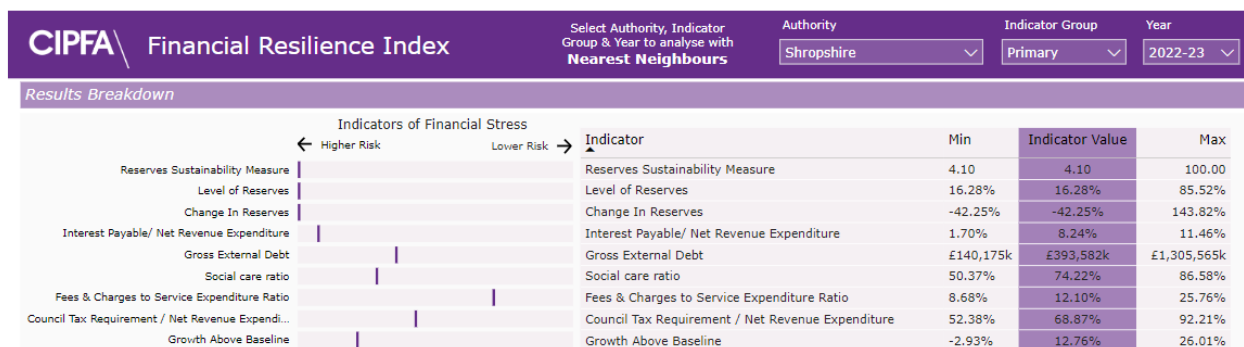 CIPFA\ Financial Resilience Index
Select Authority, Indicator
Group & Year to analyse with
Nearest Neighbours
Authority
Shropshire
Indicator Group
Primary
Year
2022-23
Results Breakdown
Indicators of Financial Stress
← Higher Risk Lower Risk →
Reserves Sustainability Measure
Level of Reserves
Change In Reserves
Interest Payable/ Net Revenue Expenditure
Gross External Debt
Social care ratio
Fees & Charges to Service Expenditure Ratio
Council Tax Requirement / Net Revenue Expendi...
Growth Above Baseline
Indicator Min Indicator Value Max
Reserves Sustainability Measure 4.10 4.10 100.00
Level of Reserves 16.28% 16.28% 85.52%
Change In Reserves -42.25% -42.25% 143.82%
Interest Payable/ Net Revenue Expenditure 1.70% 8.24% 11.46%
Gross External Debt £140,175k £393,582k £1,305,565k
Social care ratio 50.37% 74.22% 86.58%
Fees & Charges to Service Expenditure Ratio 8.68% 12.10% 25.76%
Council Tax Requirement / Net Revenue Expenditure 52.38% 68.87% 92.21%
Growth Above Baseline -2.93% 12.76% 26.01%